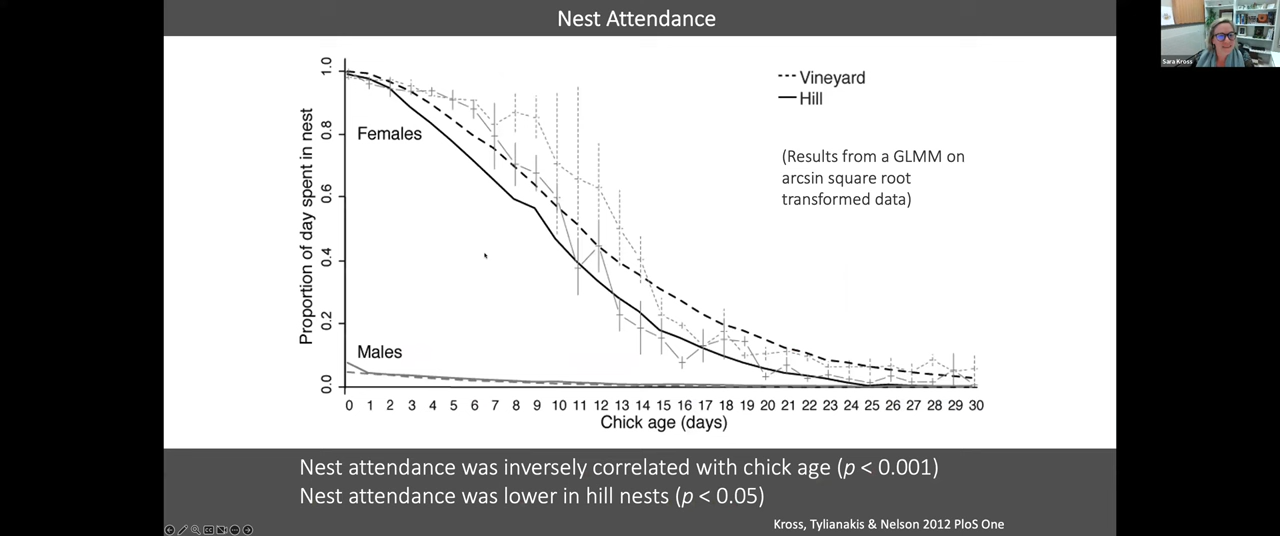 Nest Attendance
Sara Kross
1.0
0.8
0.6
0.4
0.2
0.0
Proportion of day spent in nest
Females
Males
Vineyard
Hill
(Results from a GLMM on
arcsin square root
transformed data)
0 1 2 3 4 5 6 7 8 9 10 11 12 13 14 15 16 17 18 19 20 21 22 23 24 25 26 27 28 29 30
Chick age (days)
Nest attendance was inversely correlated with chick age (p < 0.001)
Nest attendance was lower in hill nests (p < 0.05)
Kross, Tylianakis & Nelson 2012 PloS One